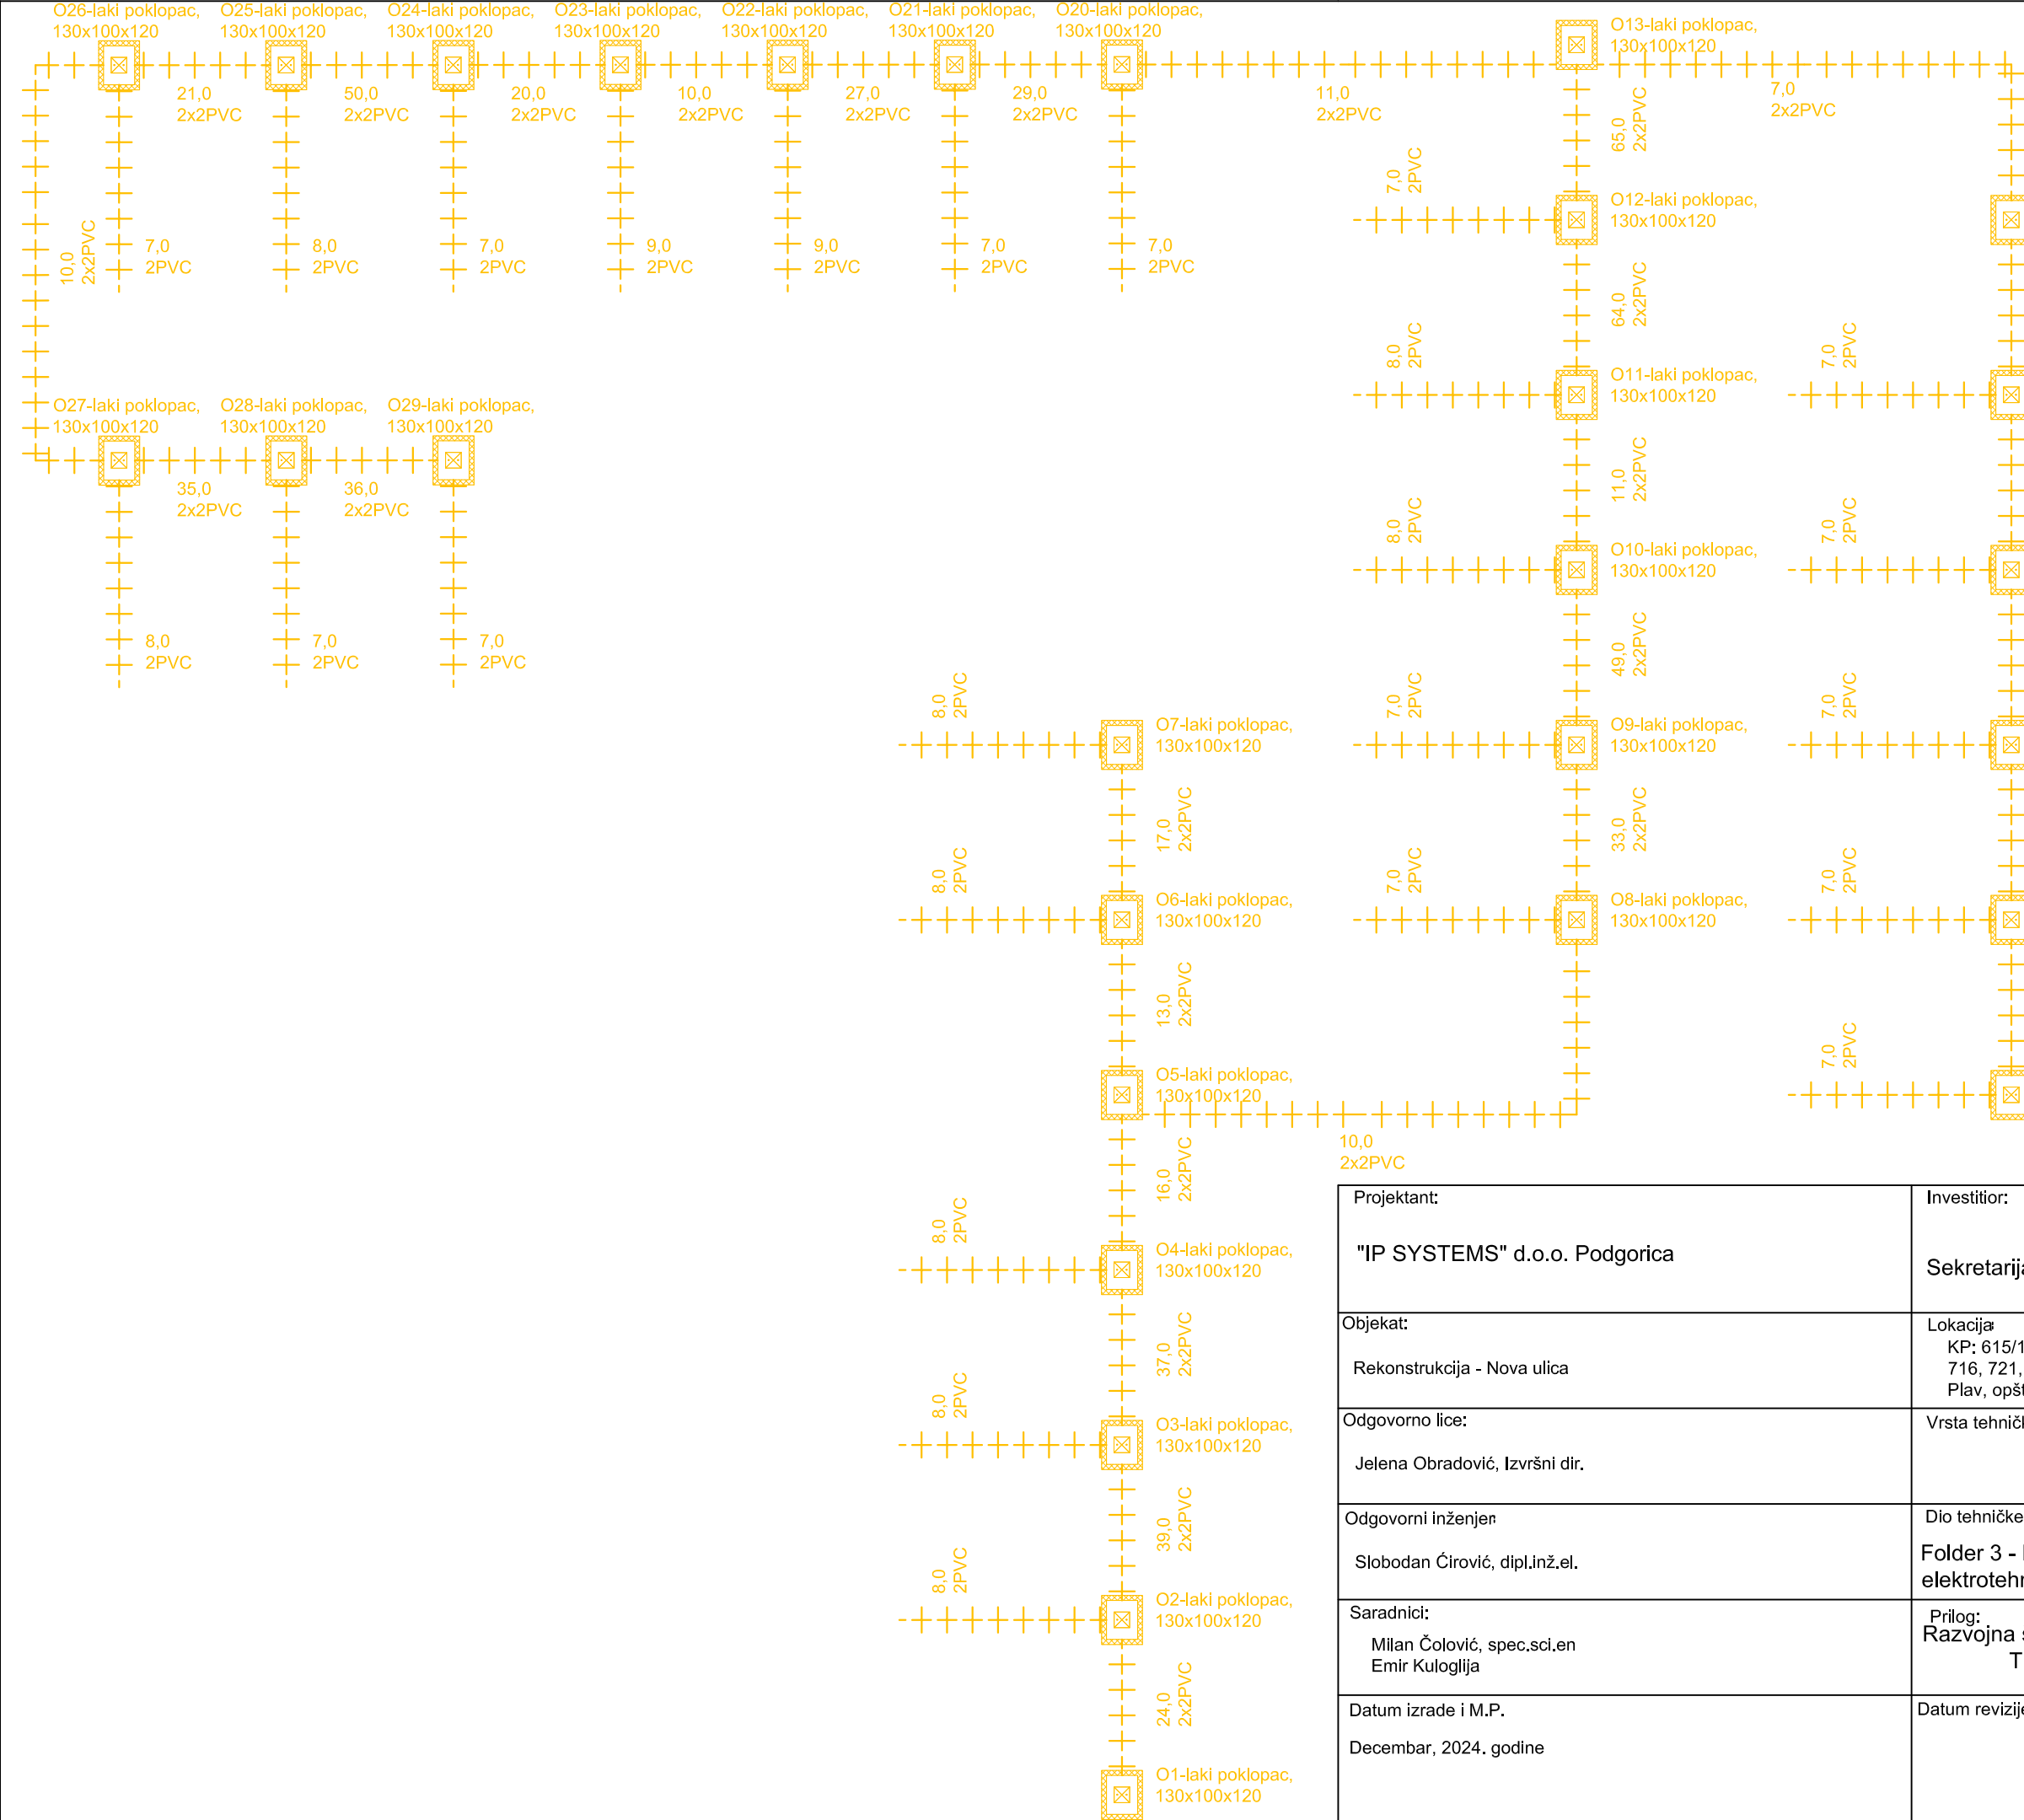 O26-laki poklopac,
130x100x120
O25-laki poklopac,
130x100x120
O24-laki poklopac,
130x100x120
O23-laki poklopac,
130x100x120
O22-laki poklopac,
130x100x120
O21-laki poklopac,
130x100x120
O20-laki poklopac,
130x100x120
O13-laki poklopac,
130x100x120
21,0
2x2PVC
50,0
2x2PVC
20,0
2x2PVC
10,0
2x2PVC
27,0
2x2PVC
29,0
2x2PVC
11,0
2x2PVC
7,0
2x2PVC
65,0
2x2PVC
10,0
2x2PVC
7,0
2PVC
8,0
2PVC
7,0
2PVC
9,0
2PVC
9,0
2PVC
7,0
2PVC
7,0
2PVC
7,0
2PVC
O12-laki poklopac,
130x100x120
64,0
2x2PVC
8,0
2PVC
7,0
2PVC
O11-laki poklopac,
130x100x120
O27-laki poklopac,
130x100x120
O28-laki poklopac,
130x100x120
O29-laki poklopac,
130x100x120
35,0
2x2PVC
36,0
2x2PVC
11,0
2x2PVC
8,0
2PVC
7,0
2PVC
O10-laki poklopac,
130x100x120
8,0
2PVC
7,0
2PVC
7,0
2PVC
49,0
2x2PVC
8,0
2PVC
7,0
2PVC
7,0
2PVC
O7-laki poklopac,
130x100x120
O9-laki poklopac,
130x100x120
17,0
2x2PVC
33,0
2x2PVC
8,0
2PVC
7,0
2PVC
7,0
2PVC
O6-laki poklopac,
130x100x120
O8-laki poklopac,
130x100x120
13,0
2x2PVC
7,0
2PVC
O5-laki poklopac,
130x100x120
10,0
2x2PVC
16,0
2x2PVC
8,0
2PVC
O4-laki poklopac,
130x100x120
37,0
2x2PVC
8,0
2PVC
O3-laki poklopac,
130x100x120
39,0
2x2PVC
8,0
2PVC
O2-laki poklopac,
130x100x120
24,0
2x2PVC
O1-laki poklopac,
130x100x120
Projektant:
"IP SYSTEMS" d.o.o. Podgorica
Investitior:
Sekretarija
Objekat:
Rekonstrukcija - Nova ulica
Lokacija:
KP: 615/1
716, 721,
Plav, opšt
Odgovorno lice:
Jelena Obradović, Izvršni dir.
Vrsta tehničk
Odgovorni inženjer:
Slobodan Ćirović, dipl.inž.el.
Dio tehničke
Folder 3 -
elektrotehn
Saradnici:
Milan Čolović, spec.sci.en
Emir Kuloglija
Prilog:
Razvojna s
T
Datum izrade i M.P.
Decembar, 2024. godine
Datum revizije